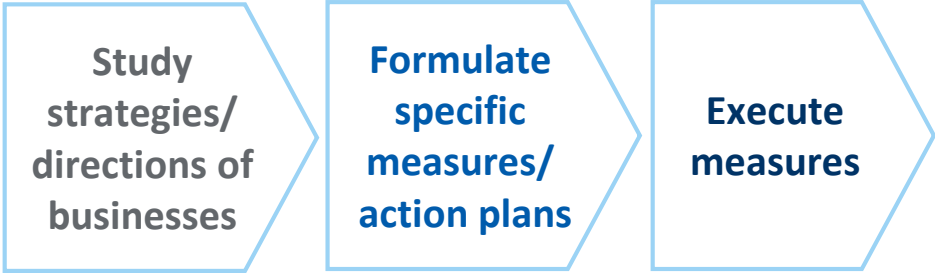 Study
strategies/
directions of
businesses
Formulate
specific
measures/
action plans
Execute
measures